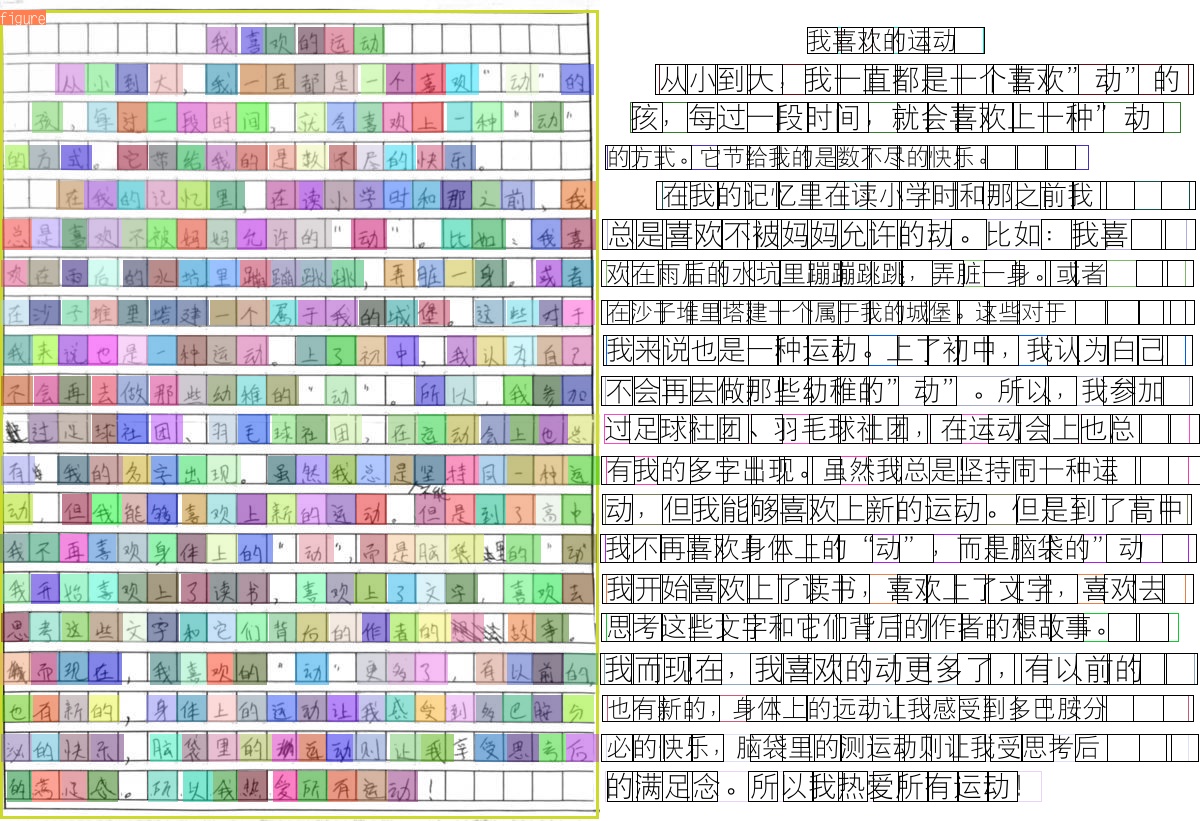 figure
我喜欢的运动
从小到大，我一直都是一个喜欢“动”的
孩，每过一段时间，就会喜欢上一种“动”
的方式。它带给我的是数不尽的快乐。
在我的记忆里，在读小学时和那之前，我
总是喜欢不被妈妈允许的“动”。比如：我喜
欢在雨后的水坑里蹦蹦跳跳，弄脏一身。或者
在沙子堆里塔建一个属于我的城堡。这些对于
我来说也是一种运动。上了初中，我认为自己
不会再去做那些幼稚的“动”。所以，我参加
过足球社团、羽毛球社团，在运动会上也总
有我的名字出现。虽然我总是不能坚持同一种运
动，但我能够喜欢上新的运动。但是到了高中
我不再喜欢身体上的“动”，而是脑袋里的“动”
我开始喜欢上了读书，喜欢上了文字，喜欢去
思考这些文字和它们背后的作者的故事。
而现在，我喜欢的“动”更多了，有以前的，
也有新的，身体上的运动让我感受到多巴胺分
泌的快乐，脑袋里的运动则让我享受思考后
的满足感。所以我热爱所有运动！
我喜欢的运动
从小到大，我一直都是十个喜欢”动”的
孩，每过一段时间，就会喜欢上一种”动
的方式。它节给我的是数不尽的快乐。
在我的记忆里在读小学时和那之前我
总是喜欢不被妈妈允许的动。比如：我喜
欢在雨后的水坑里蹦蹦跳跳，弄脏一身。或者
在沙子堆里塔建十个属于我的城堡。这些对于
我来说也是一种运动。上了初中，我认为白己
不会再去做那些幼稚的”动”。所以，我参加
过足球社团、羽毛球社团，在运动会上也总
有我的多字出现。虽然我总是坚持同一种运
动，但我能够喜欢上新的运动。但是到了高中
我不再喜欢身体上的“动”，而是脑袋的”动
我开始喜欢上了读书，喜欢上了文字，喜欢去
思考这些文字和它们背后的作者的想故事。
我而现在，我喜欢的动更多了，有以前的
也有新的，身体上的远动让我感受到多巴胺分
必的快乐，脑袋里的测运动则让我受思考后
的满足念。所以我热爱所有运动！